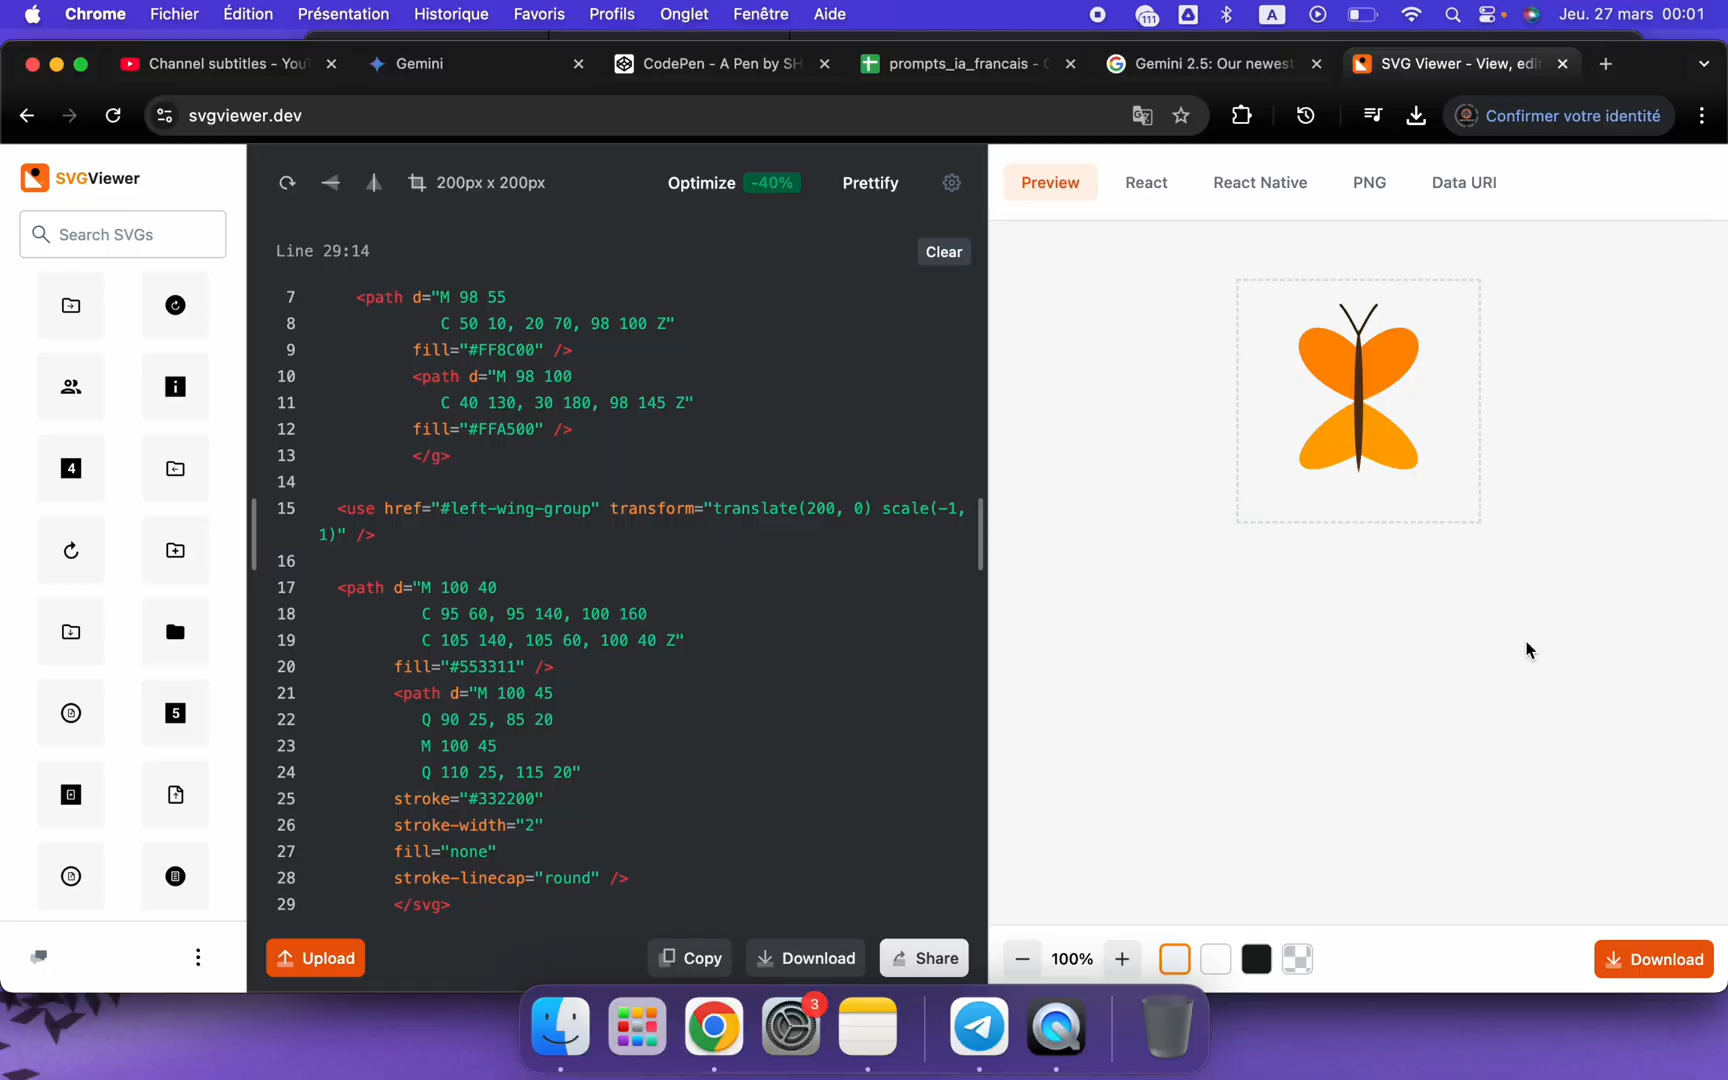 Chrome Fichier Édition Présentation Historique Favoris Profils Onglet Fenêtre Aide 111 A Jeu. 27 mars 00:01
Channel subtitles - You Gemini CodePen - A Pen by SH prompts_ia_francais - Gemini 2.5: Our newest SVG Viewer - View, edit
svgviewer.dev Confirmer votre identité
SVGViewer
Search SVGs
4
5
200px x 200px Optimize -40% Prettify
Line 29:14 Clear
7 <path d="M 98 55
8 C 50 10, 20 70, 98 100 Z"
9 fill="#FF8C00" />
10 <path d="M 98 100
11 C 40 130, 30 180, 98 145 Z"
12 fill="#FFA500" />
13 </g>
14
15 <use href="#left-wing-group" transform="translate(200, 0) scale(-1,
1)" />
16
17 <path d="M 100 40
18 C 95 60, 95 140, 100 160
19 C 105 140, 105 60, 100 40 Z"
20 fill="#553311" />
21 <path d="M 100 45
22 Q 90 25, 85 20
23 M 100 45
24 Q 110 25, 115 20"
25 stroke="#332200"
26 stroke-width="2"
27 fill="none"
28 stroke-linecap="round" />
29 </svg>
Upload Copy Download Share
Preview React React Native PNG Data URI
100% Download
3